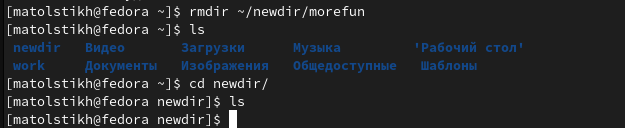 [matolstikh@fedora ~]$ rmdir ~/newdir/morefun
[matolstikh@fedora ~]$ ls
newdir   Видео       Загрузки      Музыка         'Рабочий стол'
work     Документы   Изображения   Общедоступные   Шаблоны
[matolstikh@fedora ~]$ cd newdir/
[matolstikh@fedora newdir]$ ls
[matolstikh@fedora newdir]$